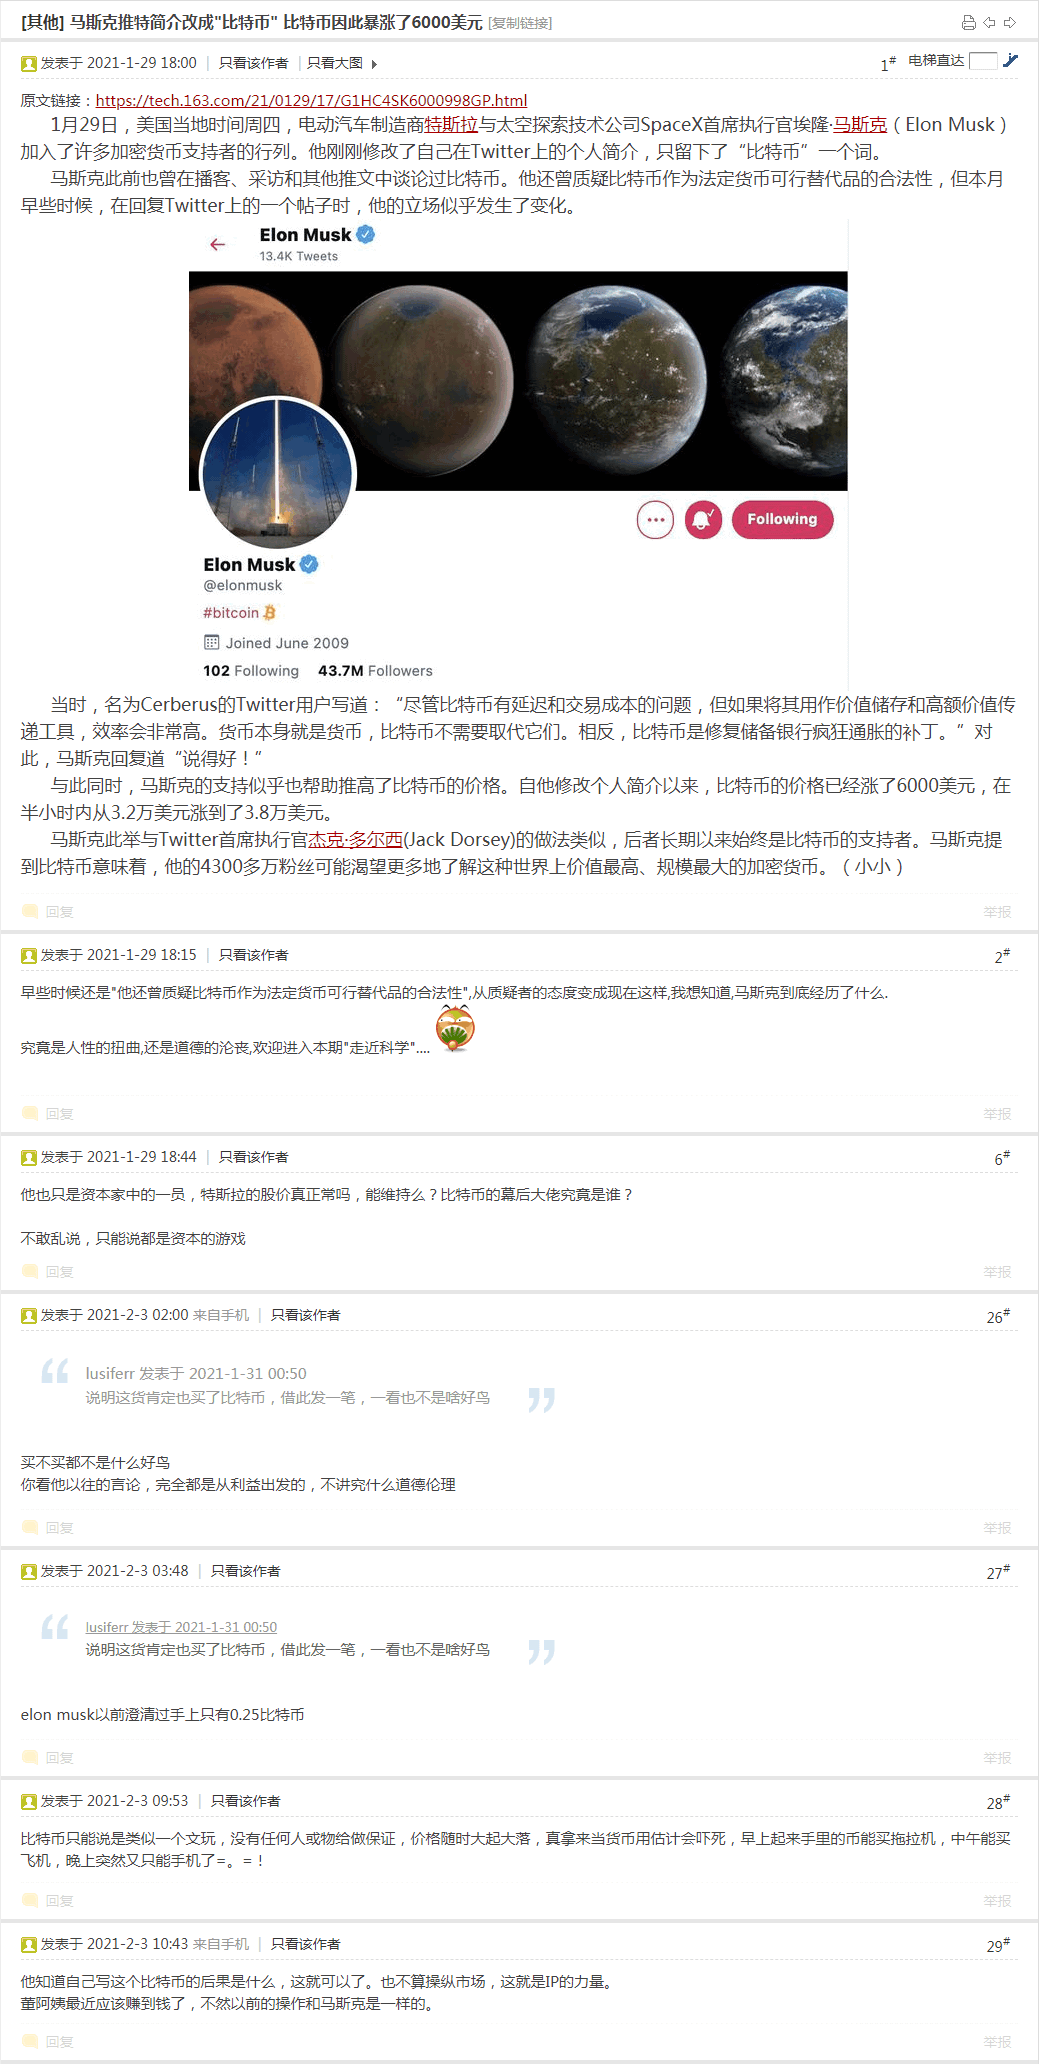 [其他] 马斯克推特简介改成"比特币" 比特币因此暴涨了6000美元 [复制链接]
发表于 2021-1-29 18:00 | 只看该作者 | 只看大图
1# 电梯直达
原文链接：https://tech.163.com/21/0129/17/G1HC4SK6000998GP.html
1月29日，美国当地时间周四，电动汽车制造商特斯拉与太空探索技术公司SpaceX首席执行官埃隆·马斯克（Elon Musk）
加入了许多加密货币支持者的行列。他刚刚修改了自己在Twitter上的个人简介，只留下了“比特币”一个词。
马斯克此前也曾在播客、采访和其他推文中谈论过比特币。他还曾质疑比特币作为法定货币可行替代品的合法性，但本月
早些时候，在回复Twitter上的一个帖子时，他的立场似乎发生了变化。
Elon Musk
13.4K Tweets
Following
Elon Musk
@elonmusk
#bitcoin
Joined June 2009
102 Following 43.7M Followers
当时，名为Cerberus的Twitter用户写道：“尽管比特币有延迟和交易成本的问题，但如果将其用作价值储存和高额价值传
递工具，效率会非常高。货币本身就是货币，比特币不需要取代它们。相反，比特币是修复储备银行疯狂通胀的补丁。”对
此，马斯克回复道“说得好！”
与此同时，马斯克的支持似乎也帮助推高了比特币的价格。自他修改个人简介以来，比特币的价格已经涨了6000美元，在
半小时内从3.2万美元涨到了3.8万美元。
马斯克此举与Twitter首席执行官杰克·多尔西(Jack Dorsey)的做法类似，后者长期以来始终是比特币的支持者。马斯克提
到比特币意味着，他的4300多万粉丝可能渴望更多地了解这种世界上价值最高、规模最大的加密货币。（小小）
回复 举报
发表于 2021-1-29 18:15 | 只看该作者 2#
早些时候还是"他还曾质疑比特币作为法定货币可行替代品的合法性",从质疑者的态度变成现在这样,我想知道,马斯克到底经历了什么.
究竟是人性的扭曲,还是道德的沦丧,欢迎进入本期"走近科学"....
回复 举报
发表于 2021-1-29 18:44 | 只看该作者 6#
他也只是资本家中的一员，特斯拉的股价真正常吗，能维持么？比特币的幕后大佬究竟是谁？
不敢乱说，只能说都是资本的游戏
回复 举报
发表于 2021-2-3 02:00 来自手机 | 只看该作者 26#
lusiferr 发表于 2021-1-31 00:50
说明这货肯定也买了比特币，借此发一笔，一看也不是啥好鸟
买不买都不是什么好鸟
你看他以往的言论，完全都是从利益出发的，不讲究什么道德伦理
回复 举报
发表于 2021-2-3 03:48 | 只看该作者 27#
lusiferr 发表于 2021-1-31 00:50
说明这货肯定也买了比特币，借此发一笔，一看也不是啥好鸟
elon musk以前澄清过手上只有0.25比特币
回复 举报
发表于 2021-2-3 09:53 | 只看该作者 28#
比特币只能说是类似一个文玩，没有任何人或物给做保证，价格随时大起大落，真拿来当货币用估计会吓死，早上起来手里的币能买拖拉机，中午能买
飞机，晚上突然又只能手机了=。=！
回复 举报
发表于 2021-2-3 10:43 来自手机 | 只看该作者 29#
他知道自己写这个比特币的后果是什么，这就可以了。也不算操纵市场，这就是IP的力量。
董阿姨最近应该赚到钱了，不然以前的操作和马斯克是一样的。
回复 举报